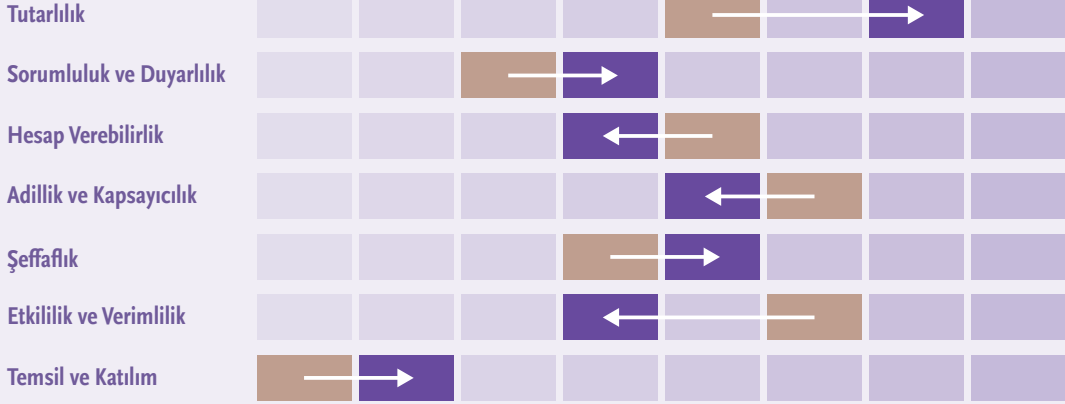 Tutarlılık
Sorumluluk ve Duyarlılık
Hesap Verebilirlik
Adillik ve Kapsayıcılık
Şeffaflık
Etkililik ve Verimlilik
Temsil ve Katılım